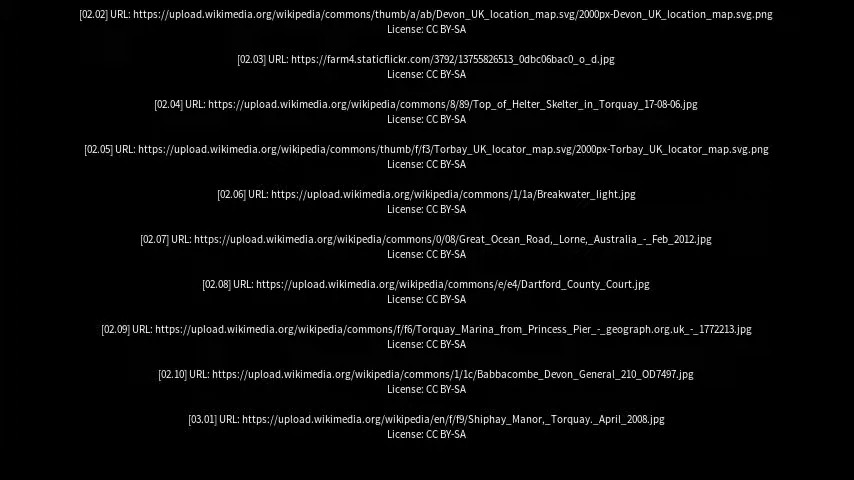 [02.02] URL: https://upload.wikimedia.org/wikipedia/commons/thumb/a/ab/Devon_UK_location_map.svg/2000px-Devon_UK_location_map.svg.png
License: CC BY-SA
[02.03] URL: https://farm4.staticflickr.com/3792/13755826513_0dbc06bac0_o_d.jpg
License: CC BY-SA
[02.04] URL: https://upload.wikimedia.org/wikipedia/commons/8/89/Top_of_Helter_Skelter_in_Torquay_17-08-06.jpg
License: CC BY-SA
[02.05] URL: https://upload.wikimedia.org/wikipedia/commons/thumb/f/f3/Torbay_UK_locator_map.svg/2000px-Torbay_UK_locator_map.svg.png
License: CC BY-SA
[02.06] URL: https://upload.wikimedia.org/wikipedia/commons/1/1a/Breakwater_light.jpg
License: CC BY-SA
[02.07] URL: https://upload.wikimedia.org/wikipedia/commons/0/08/Great_Ocean_Road,_Lorne,_Australia_-_Feb_2012.jpg
License: CC BY-SA
[02.08] URL: https://upload.wikimedia.org/wikipedia/commons/e/e4/Dartford_County_Court.jpg
License: CC BY-SA
[02.09] URL: https://upload.wikimedia.org/wikipedia/commons/f/f6/Torquay_Marina_from_Princess_Pier_-_geograph.org.uk_-_1772213.jpg
License: CC BY-SA
[02.10] URL: https://upload.wikimedia.org/wikipedia/commons/1/1c/Babbacombe_Devon_General_210_OD7497.jpg
License: CC BY-SA
[03.01] URL: https://upload.wikimedia.org/wikipedia/en/f/f9/Shiphay_Manor,_Torquay._April_2008.jpg
License: CC BY-SA